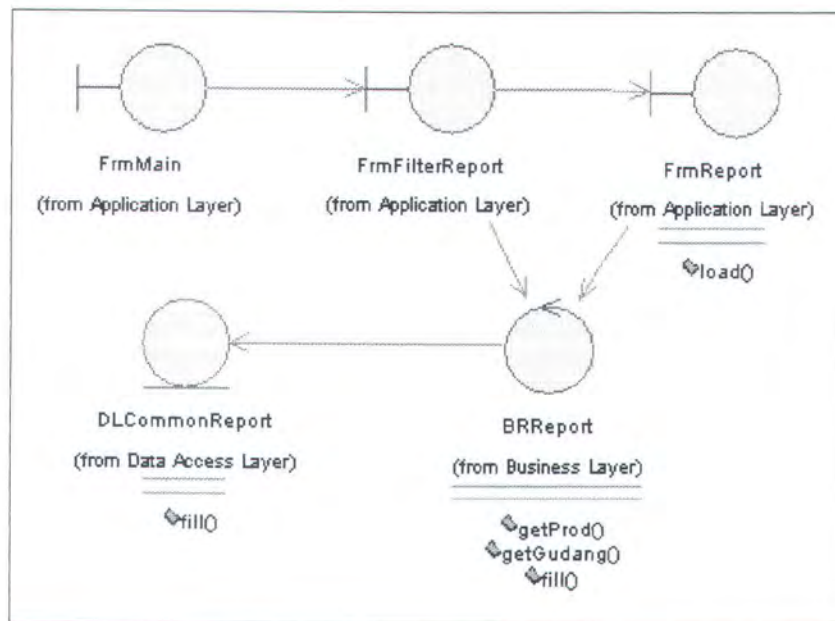 FrmMain
(from Application Layer)
FrmFilterReport
(from Application Layer)
FrmReport
(from Application Layer)
load()
DLCommonReport
(from Data Access Layer)
fill()
BRReport
(from Business Layer)
getProd()
getGudang()
fill()